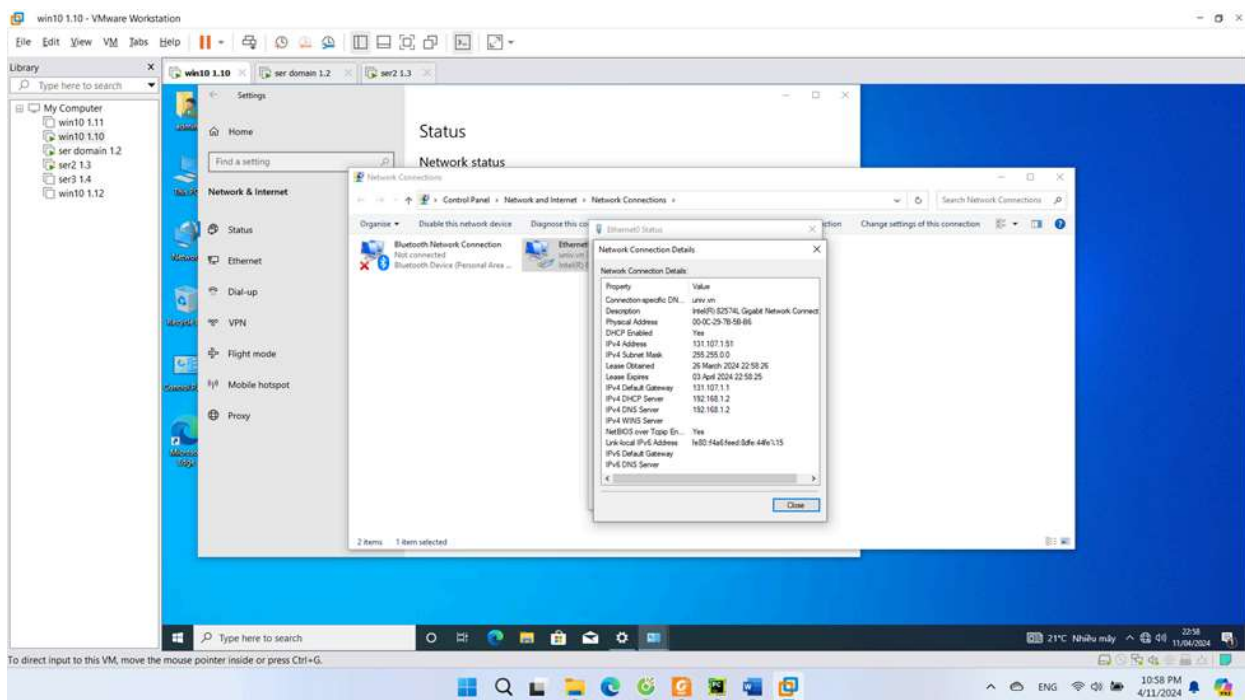 win10 1.10 - VMware Workstation
File Edit View VM Tabs Help
Library
Type here to search
My Computer
win10 1.11
win10 1.10
ser domain 1.2
ser2 1.3
ser3 1.4
win10 1.12
win10 1.10
ser domain 1.2
ser2 1.3
Settings
Home
Find a setting
Network & Internet
Status
Ethernet
Dial-up
VPN
Flight mode
Mobile hotspot
Proxy
Status
Network status
Network Connections
Control Panel Network and Internet Network Connections
Search Network Connections
Organise
Disable this network device
Diagnose this
Change settings of this connection
Bluetooth Network Connection
Not connected
Bluetooth Device (Personal Area ...
Ethernet
Ethernet0 Status
Network Connection Details
Network Connection Details:
Property Value
Connection-specific DN... univ.vn
Description Intel(R) 82574L Gigabit Network Connect
Physical Address 00-0C-29-7B-5B-B6
DHCP Enabled Yes
IPv4 Address 131.107.1.51
IPv4 Subnet Mask 255.255.0.0
Lease Obtained 26 March 2024 22:58:26
Lease Expires 03 April 2024 22:58:25
IPv4 Default Gateway 131.107.1.1
IPv4 DHCP Server 192.168.1.2
IPv4 DNS Server 192.168.1.2
IPv4 WINS Server
NetBIOS over Tcpip En... Yes
Link-local IPv6 Address
IPv6 Default Gateway
IPv6 DNS Server
Close
2 items 1 item selected
Type here to search
21°C Nhiều mây
22:58
11/04/2024
To direct input to this VM, move the mouse pointer inside or press Ctrl+G.
ENG
10:58 PM
4/11/2024